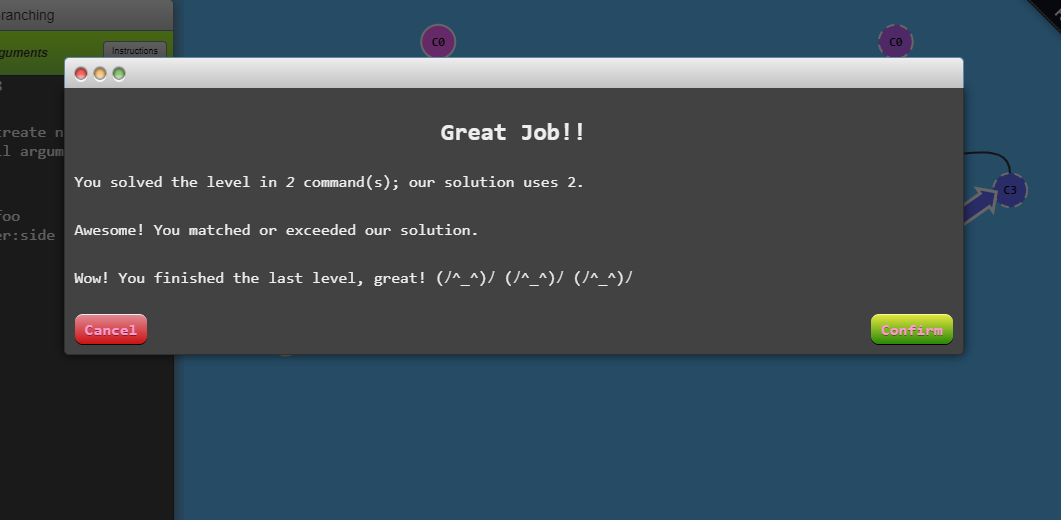 ranching
C0
C0
guments
Instructions
Great Job!!
reate n
ll argum
You solved the level in 2 command(s); our solution uses 2.
C3
foo
er:side
Awesome! You matched or exceeded our solution.
Wow! You finished the last level, great! (/^_^)/ (/^_^)/ (/^_^)/
Cancel
Confirm